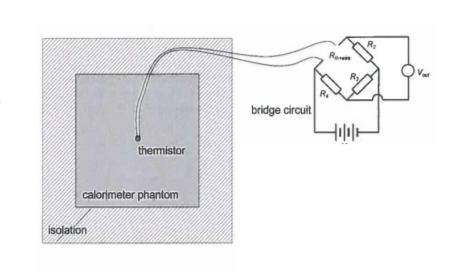 R2
R3
R4
Vout
bridge circuit
thermistor
calorimeter phantom
isolation